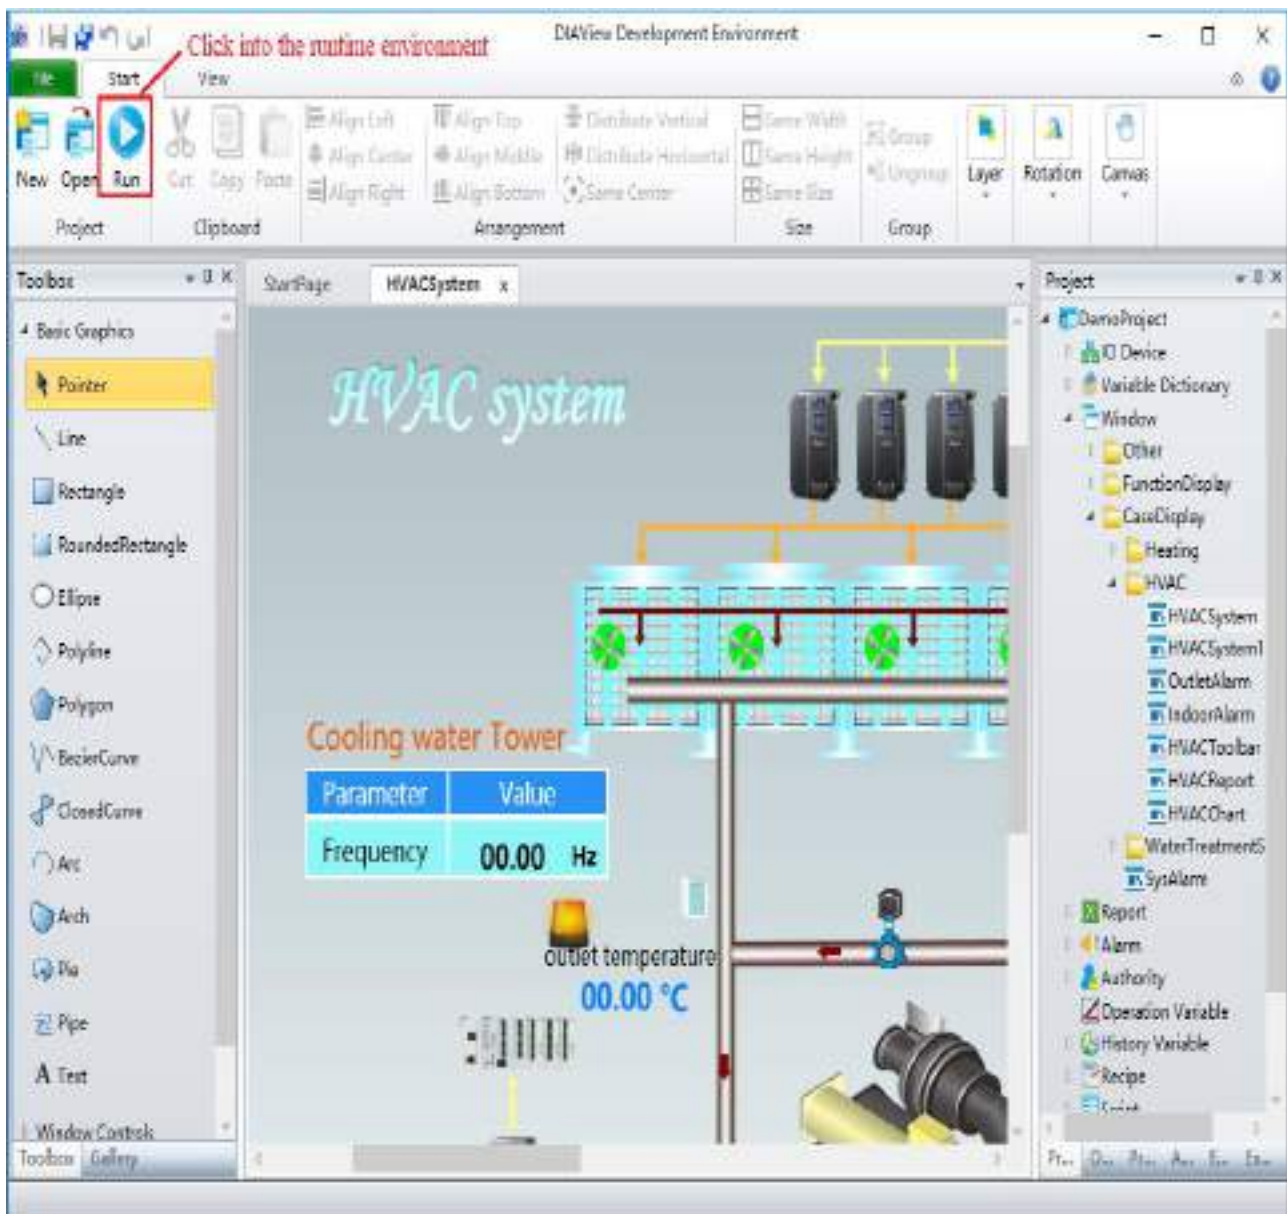 Click into the runtime environment
DIAView Development Environment
File Start View
New Open Run
Cut Copy Paste
Align Left Align Top Distribute Vertical Same Width
Align Center Align Middle Distribute Horizontal Same Height
Align Right Align Bottom Same Center Same Size
Group
Ungroup
Layer Rotation Canvas
Project Clipboard Arrangement Size Group
Toolbox
Basic Graphics
Pointer
Line
Rectangle
RoundedRectangle
Ellipse
Polyline
Polygon
BezierCurve
ClosedCurve
Arc
Arch
Pia
Pipe
A Text
Window Controls
Toolbox Gallery
StartPage HVACSystem x
HVAC system
Cooling water Tower
Parameter Value
Frequency 00.00 Hz
outlet temperature
00.00 °C
Project
DemoProject
IO Device
Variable Dictionary
Window
Other
FunctionDisplay
CaseDisplay
Heating
HVAC
HVACSystem
HVACSystem1
OutletAlarm
IndoorAlarm
HVACToolbar
HVACReport
HVACChart
WaterTreatmentS
SysAlarm
Report
Alarm
Authority
Operation Variable
History Variable
Recipe
Script
Pr... O... Pr... A... E... En...